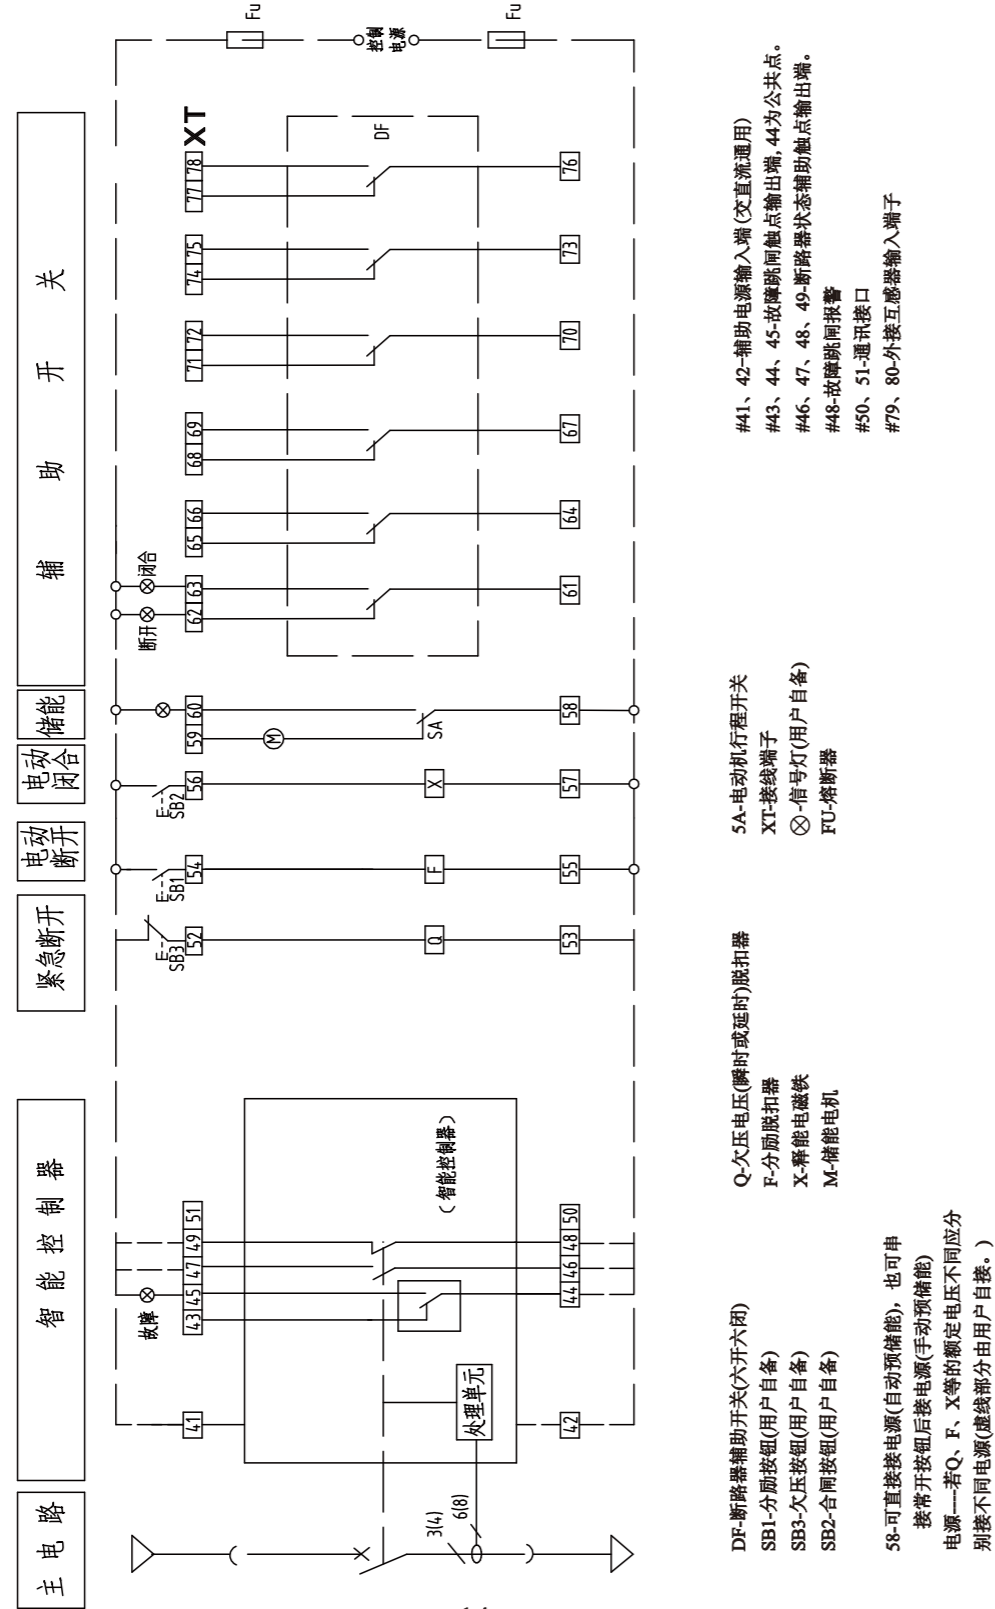 主电路
智能控制器
紧急断开
电动
断开
电动
闭合
储能
辅助开关
故障
断开
闭合
SB3
SB1
SB2
41
43 45 47 49 51
52
54
56
59 60
62 63
65 66
68 69
71 72
74 75
77 78
XT
Fu
控制
电源
Fu
3(4)
6(8)
处理单元
(智能控制器)
Q
F
X
M
SA
DF
42
44 46 48 50
53
55
57
58
61
64
67
70
73
76
DF-断路器辅助开关(六开六闭)
SB1-分励按钮(用户自备)
SB3-欠压按钮(用户自备)
SB2-合闸按钮(用户自备)
Q-欠压电压(瞬时或延时)脱扣器
F-分励脱扣器
X-释能电磁铁
M-储能电机
5A-电动机行程开关
XT-接线端子
⊗-信号灯(用户自备)
FU-熔断器
#41、42-辅助电源输入端(交直流通用)
#43、44、45-故障跳闸触点输出端,44为公共点。
#46、47、48、49-断路器状态辅助触点输出端。
#48-故障跳闸报警
#50、51-通讯接口
#79、80-外接互感器输入端子
58-可直接接电源(自动预储能)，也可串
接常开按钮后接电源(手动预储能)
电源----若Q、F、X等的额定电压不同应分
别接不同电源(虚线部分由用户自接。)